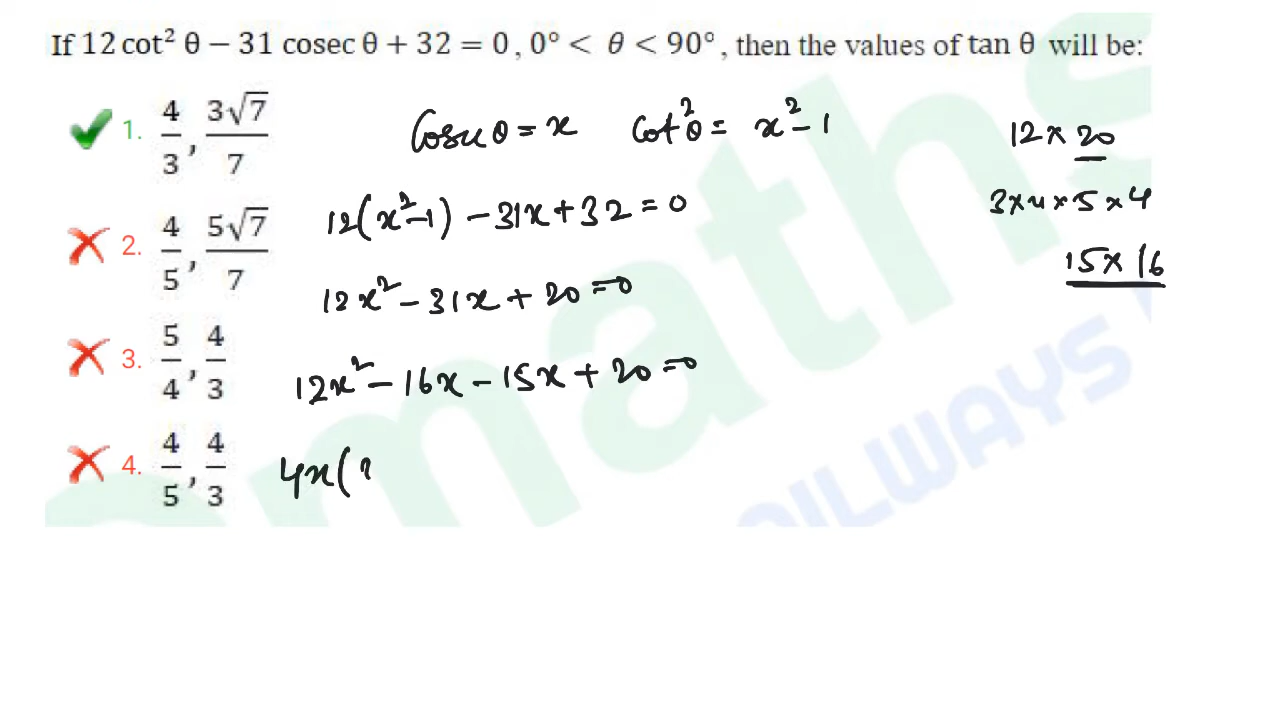 If 12 cot² θ − 31 cosec θ + 32 = 0, 0° < θ < 90°, then the values of tan θ will be:
1. 4/3, 3√7/7
2. 4/5, 5√7/7
3. 5/4, 4/3
4. 4/5, 4/3
Cosec θ = x cot²θ = x² − 1
12(x² − 1) − 31x + 32 = 0
12x² − 31x + 20 = 0
12x² − 16x − 15x + 20 = 0
4x(
12 × 20
3 × 4 × 5 × 4
15 × 16
maths
RAILWAYS